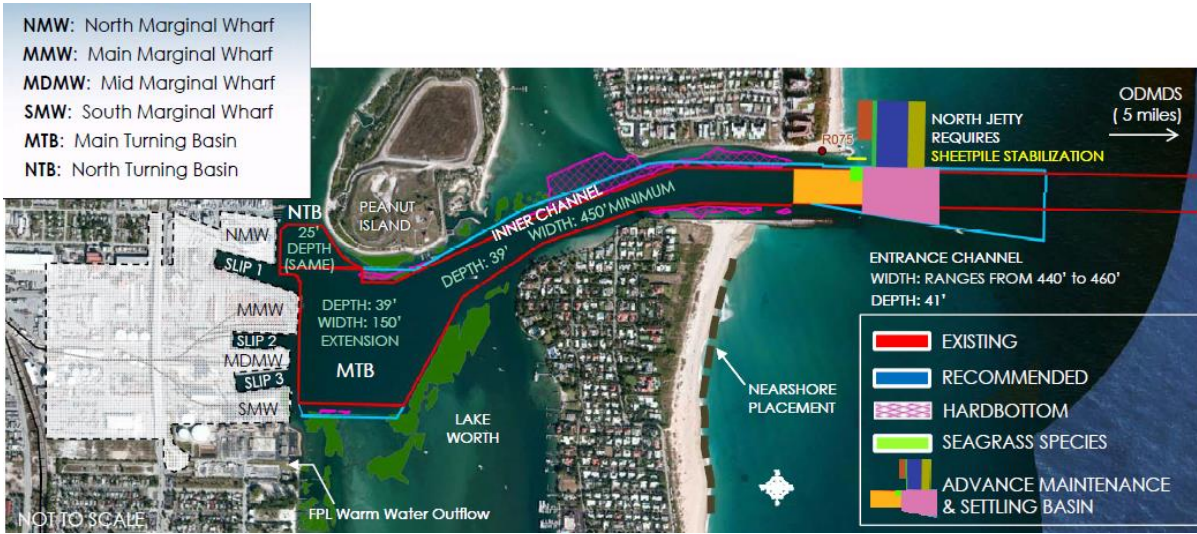 NMW: North Marginal Wharf
MMW: Main Marginal Wharf
MDMW: Mid Marginal Wharf
SMW: South Marginal Wharf
MTB: Main Turning Basin
NTB: North Turning Basin
ODMDS
( 5 miles)
NORTH JETTY
REQUIRES
SHEETPILE STABILIZATION
R075
PEANUT
ISLAND
NTB
25'
DEPTH
(SAME)
NMW
SLIP 1
MMW
SLIP 2
MDMW
SLIP 3
SMW
INNER CHANNEL
DEPTH: 39' WIDTH: 450' MINIMUM
DEPTH: 39'
WIDTH: 150'
EXTENSION
MTB
LAKE
WORTH
FPL Warm Water Outflow
NOT TO SCALE
NEARSHORE
PLACEMENT
ENTRANCE CHANNEL
WIDTH: RANGES FROM 440' to 460'
DEPTH: 41'
EXISTING
RECOMMENDED
HARDBOTTOM
SEAGRASS SPECIES
ADVANCE MAINTENANCE
& SETTLING BASIN